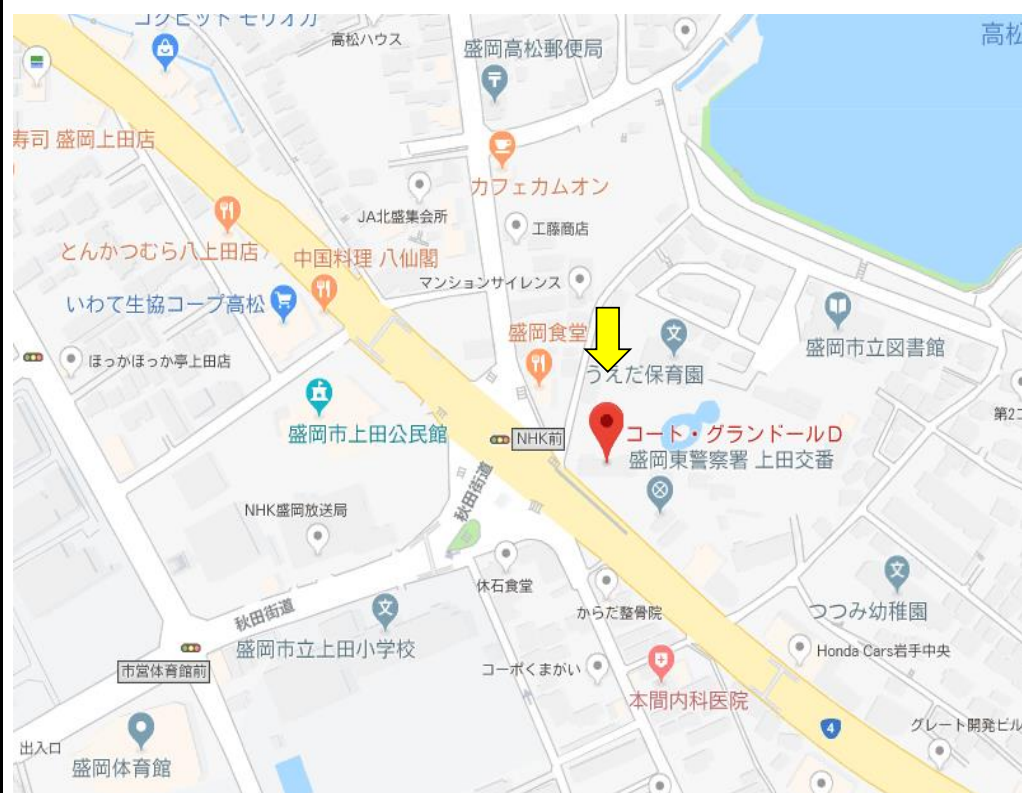 コクピット モリオカ
高松ハウス
盛岡高松郵便局
高松
寿司 盛岡上田店
カフェカムオン
JA北盛集会所
工藤商店
とんかつむら八上田店
中国料理 八仙閣
マンションサイレンス
いわて生協コープ高松
盛岡食堂
盛岡市立図書館
ほっかほっか亭上田店
うえだ保育園
第2コ
盛岡市上田公民館
NHK前
コート・グランドールD
盛岡東警察署 上田交番
秋田街道
NHK盛岡放送局
休石食堂
からだ整骨院
つつみ幼稚園
秋田街道
盛岡市立上田小学校
Honda Cars岩手中央
市営体育館前
コーポくまがい
本間内科医院
4
グレート開発ビル
出入口
盛岡体育館